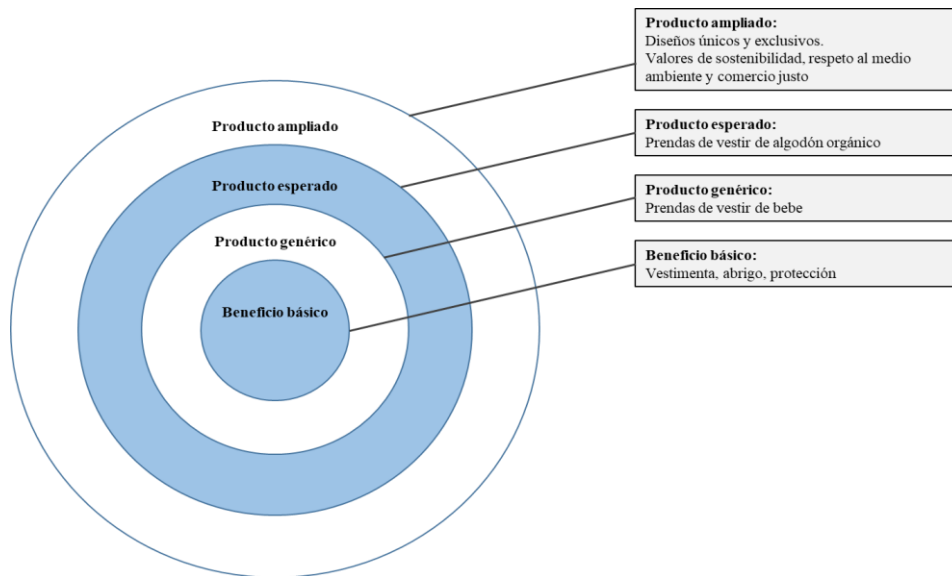 Producto ampliado:
Diseños únicos y exclusivos.
Valores de sostenibilidad, respeto al medio
ambiente y comercio justo
Producto ampliado
Producto esperado:
Prendas de vestir de algodón orgánico
Producto esperado
Producto genérico:
Prendas de vestir de bebe
Producto genérico
Beneficio básico:
Vestimenta, abrigo, protección
Beneficio básico